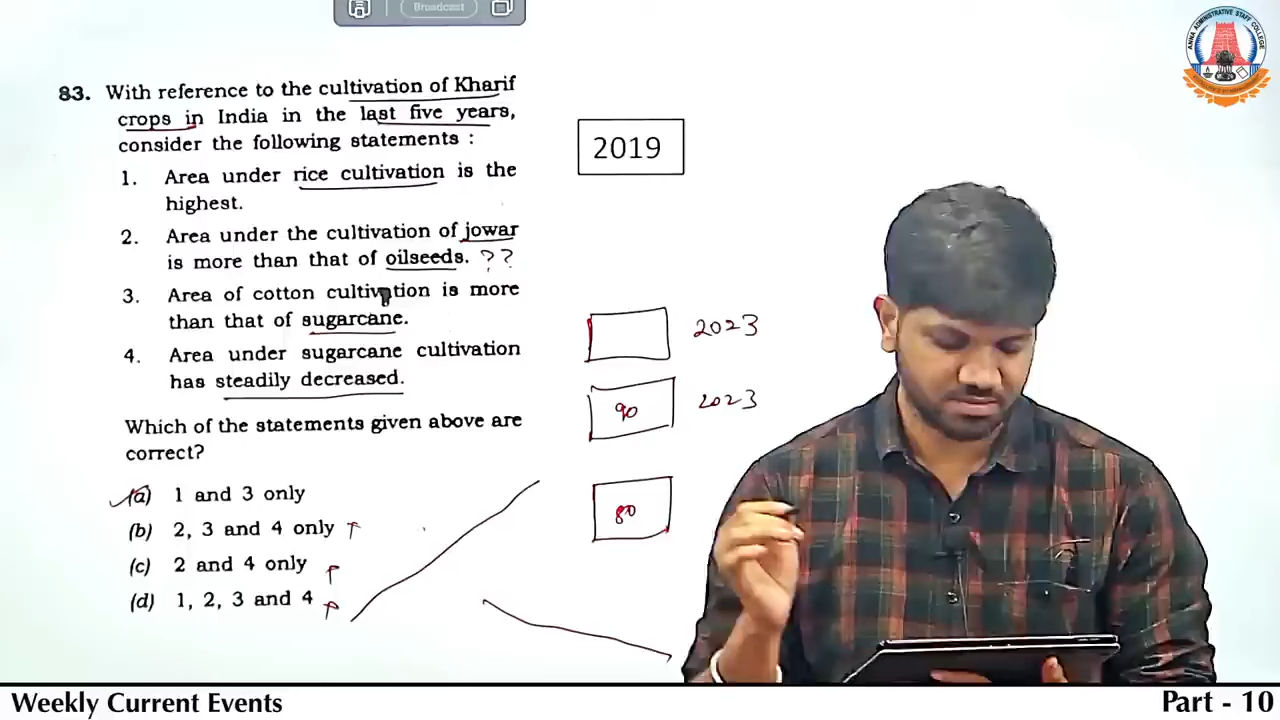 Broadcast
ANNA ADMINISTRATIVE STAFF COLLEGE
83. With reference to the cultivation of Kharif
crops in India in the last five years,
consider the following statements :
2019
1. Area under rice cultivation is the
highest.
2. Area under the cultivation of jowar
is more than that of oilseeds. ??
3. Area of cotton cultivation is more
than that of sugarcane.
2023
4. Area under sugarcane cultivation
has steadily decreased.
90 2023
Which of the statements given above are
correct?
(a) 1 and 3 only
80
(b) 2, 3 and 4 only
(c) 2 and 4 only
(d) 1, 2, 3 and 4
Weekly Current Events
Part - 10